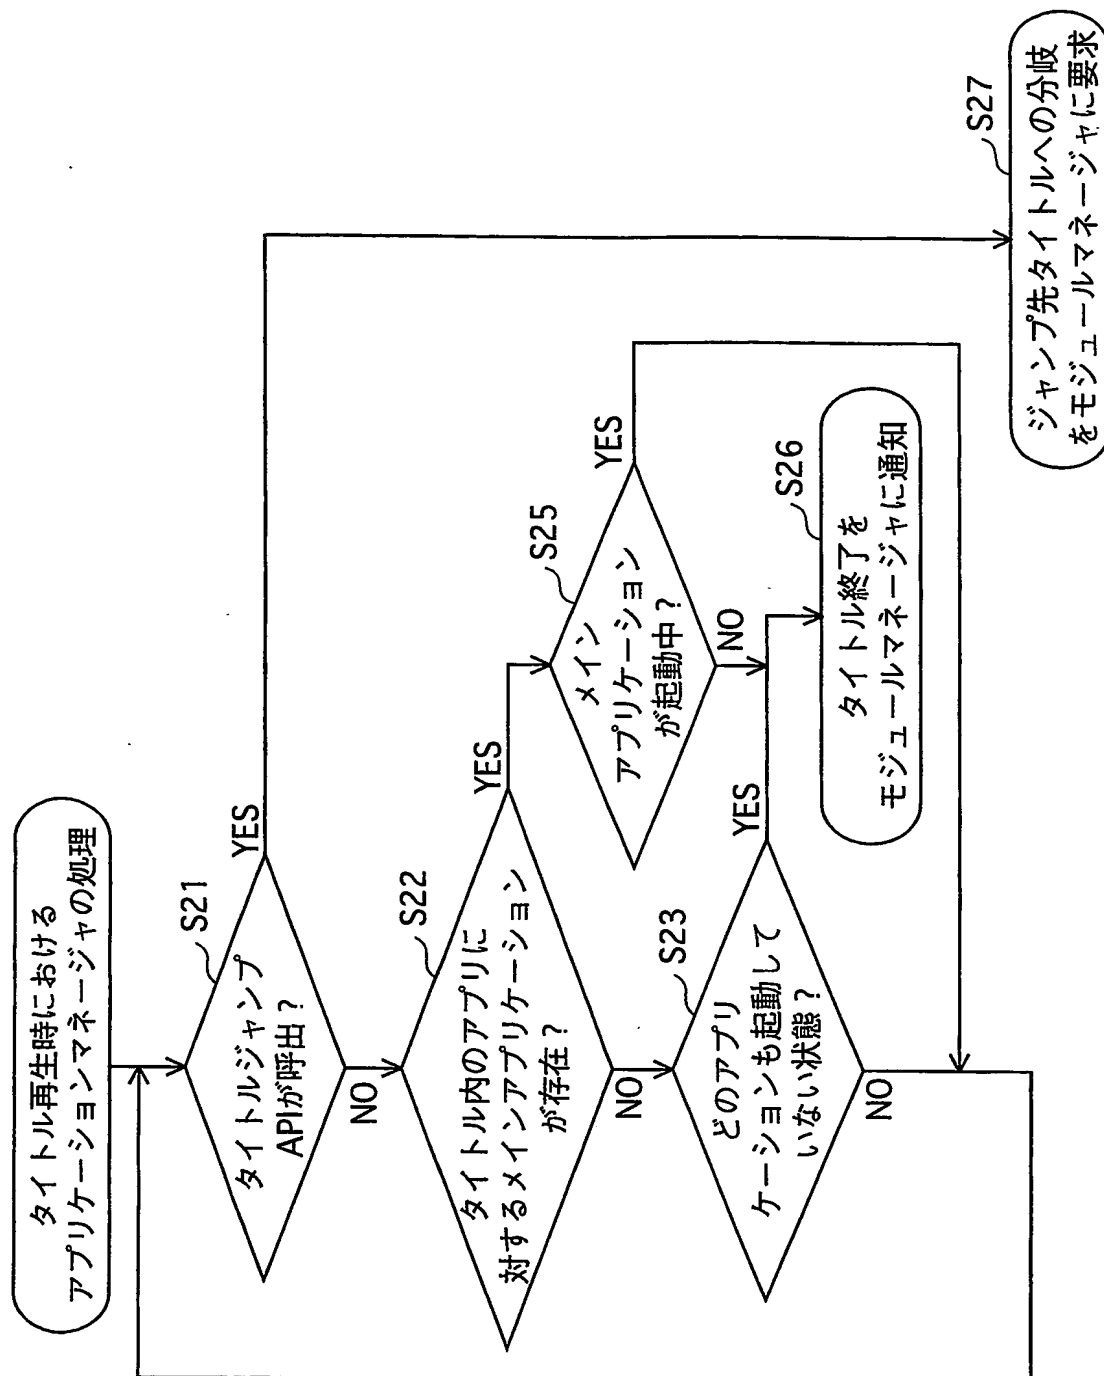 タイトル再生時における
アプリケーションマネージャの処理
S21
タイトルジャンプ
APIが呼出？
YES
NO
S22
タイトル内のアプリに
対するメインアプリケーション
が存在？
YES
NO
S25
メイン
アプリケーション
が起動中？
YES
NO
S23
どのアプリ
ケーションも起動して
いない状態？
YES
NO
S26
タイトル終了を
モジュールマネージャに通知
S27
ジャンプ先タイトルへの分岐
をモジュールマネージャに要求